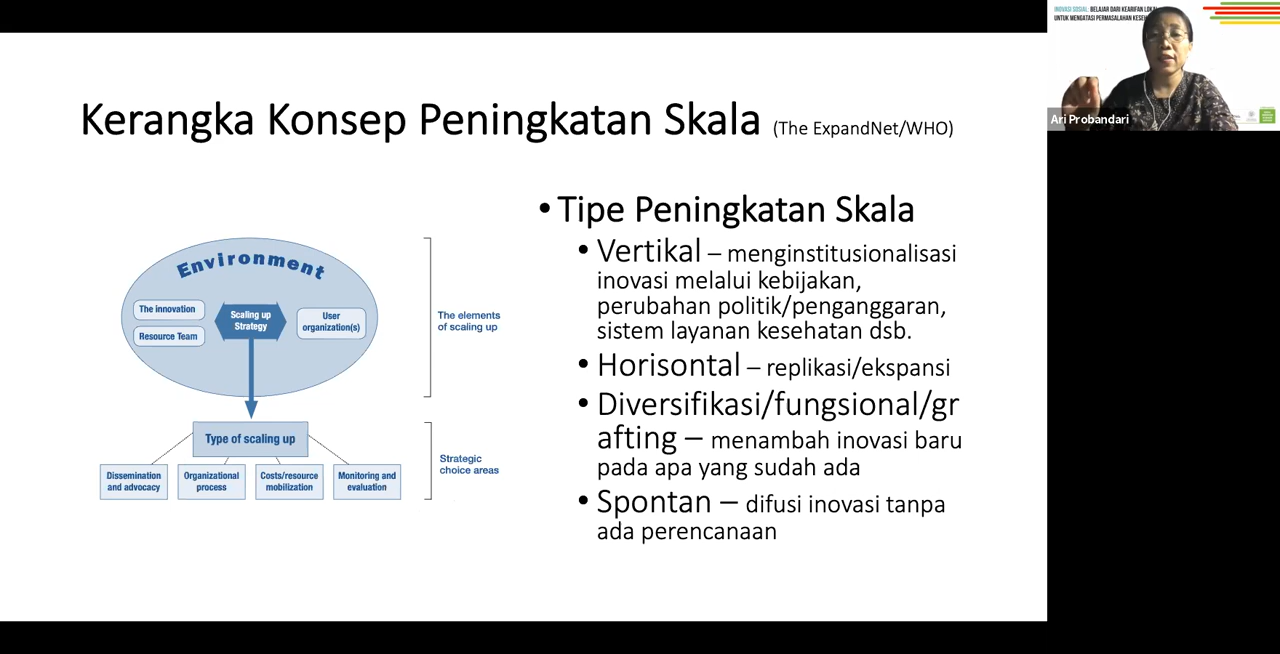 Kerangka Konsep Peningkatan Skala (The ExpandNet/WHO)
Environment
The innovation
Resource Team
Scaling up
Strategy
User
organization(s)
The elements
of scaling up
Type of scaling up
Dissemination
and advocacy
Organizational
process
Costs/resource
mobilization
Monitoring and
evaluation
Strategic
choice areas
• Tipe Peningkatan Skala
• Vertikal – menginstitusionalisasi
inovasi melalui kebijakan,
perubahan politik/penganggaran,
sistem layanan kesehatan dsb.
• Horisontal – replikasi/ekspansi
• Diversifikasi/fungsional/gr
afting – menambah inovasi baru
pada apa yang sudah ada
• Spontan – difusi inovasi tanpa
ada perencanaan
INOVASI SOSIAL: BELAJAR DARI KEARIFAN LOKAL
UNTUK MENGATASI PERMASALAHAN
Ari Probandari